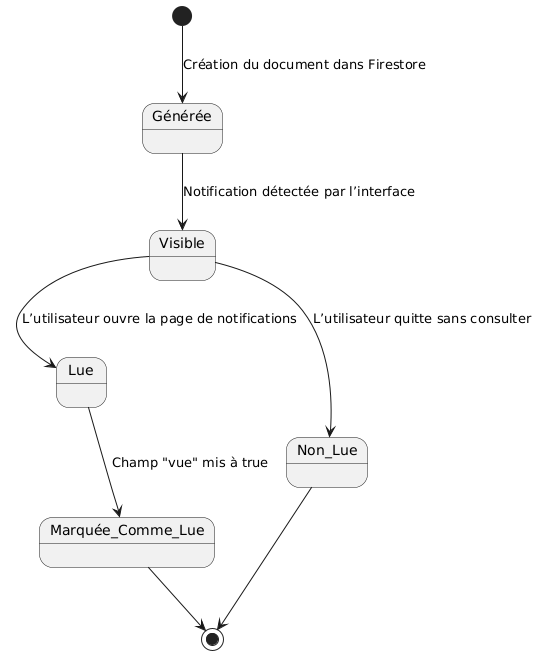 Création du document dans Firestore
Générée
Notification détectée par l’interface
Visible
L’utilisateur ouvre la page de notifications
L’utilisateur quitte sans consulter
Lue
Champ "vue" mis à true
Non_Lue
Marquée_Comme_Lue